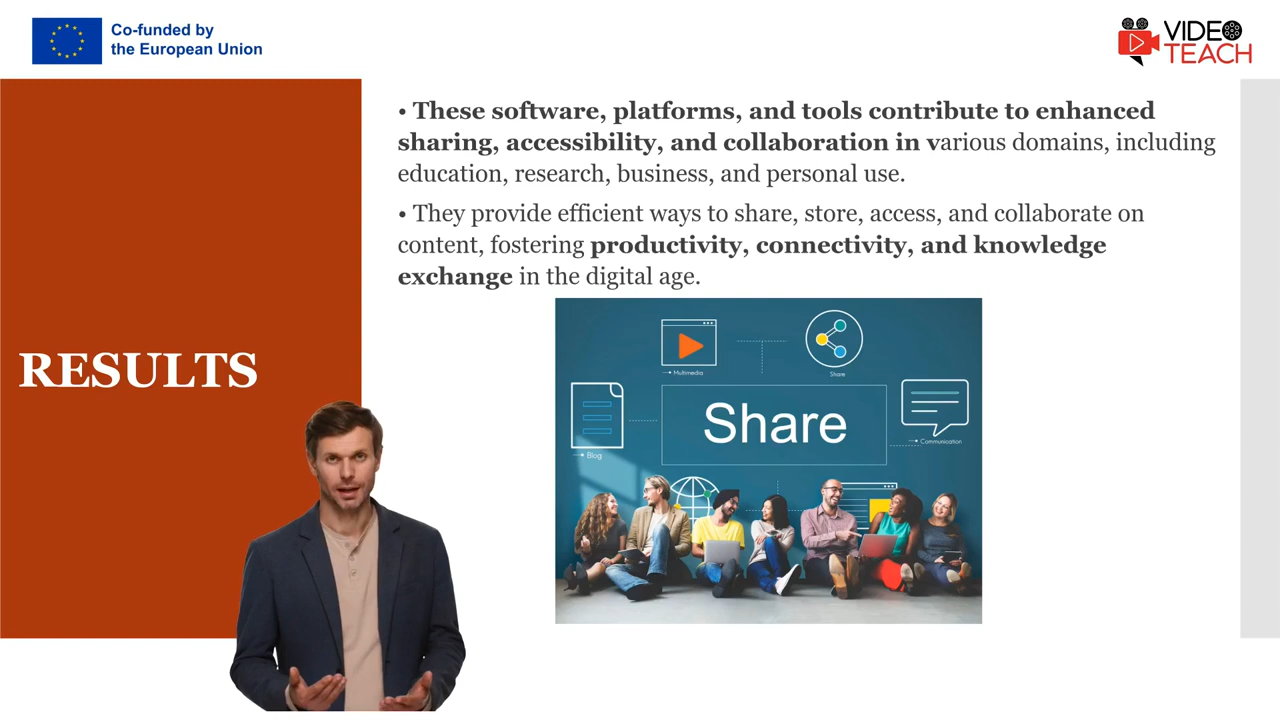 Co-funded by
the European Union
VIDEO
TEACH
• These software, platforms, and tools contribute to enhanced
sharing, accessibility, and collaboration in various domains, including
education, research, business, and personal use.
• They provide efficient ways to share, store, access, and collaborate on
content, fostering productivity, connectivity, and knowledge
exchange in the digital age.
RESULTS
Multimedia
Share
Share
Blog
Communication